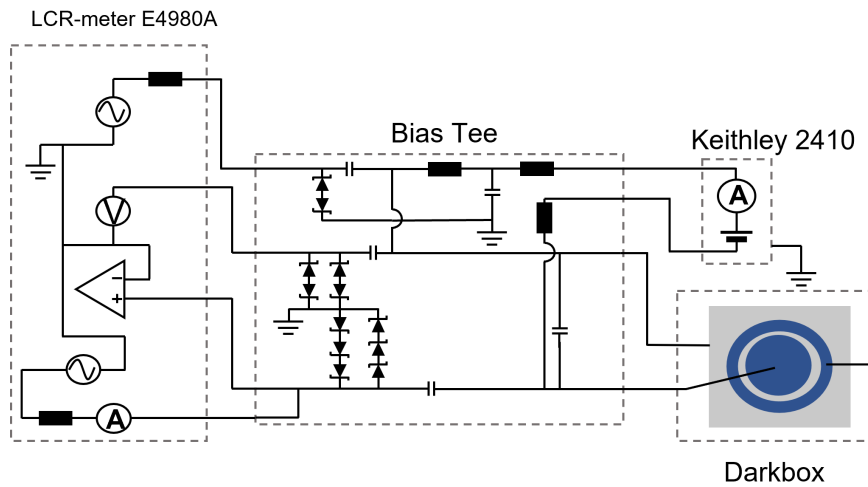 LCR-meter E4980A
Bias Tee
Keithley 2410
A
V
−
+
A
Darkbox